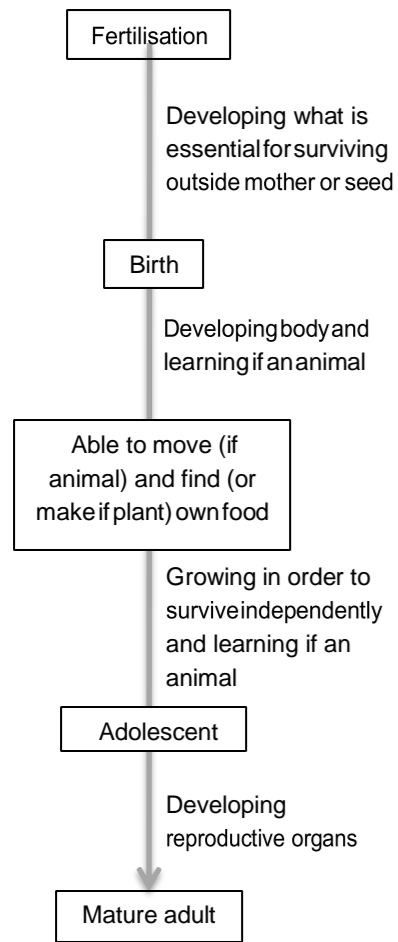 Fertilisation
Developing what is
essential for surviving
outside mother or seed
Birth
Developing body and
learning if an animal
Able to move (if
animal) and find (or
make if plant) own food
Growing in order to
survive independently
and learning if an
animal
Adolescent
Developing
reproductive organs
Mature adult